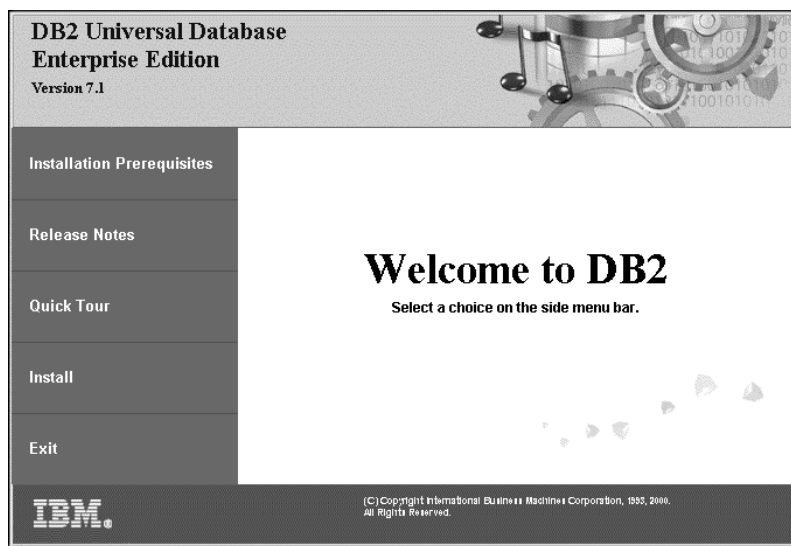 DB2 Universal Database
Enterprise Edition
Version 7.1
Installation Prerequisites
Release Notes
Quick Tour
Install
Exit
Welcome to DB2
Select a choice on the side menu bar.
IBM®
(C) Copyright International Business Machines Corporation, 1993, 2000.
All Rights Reserved.